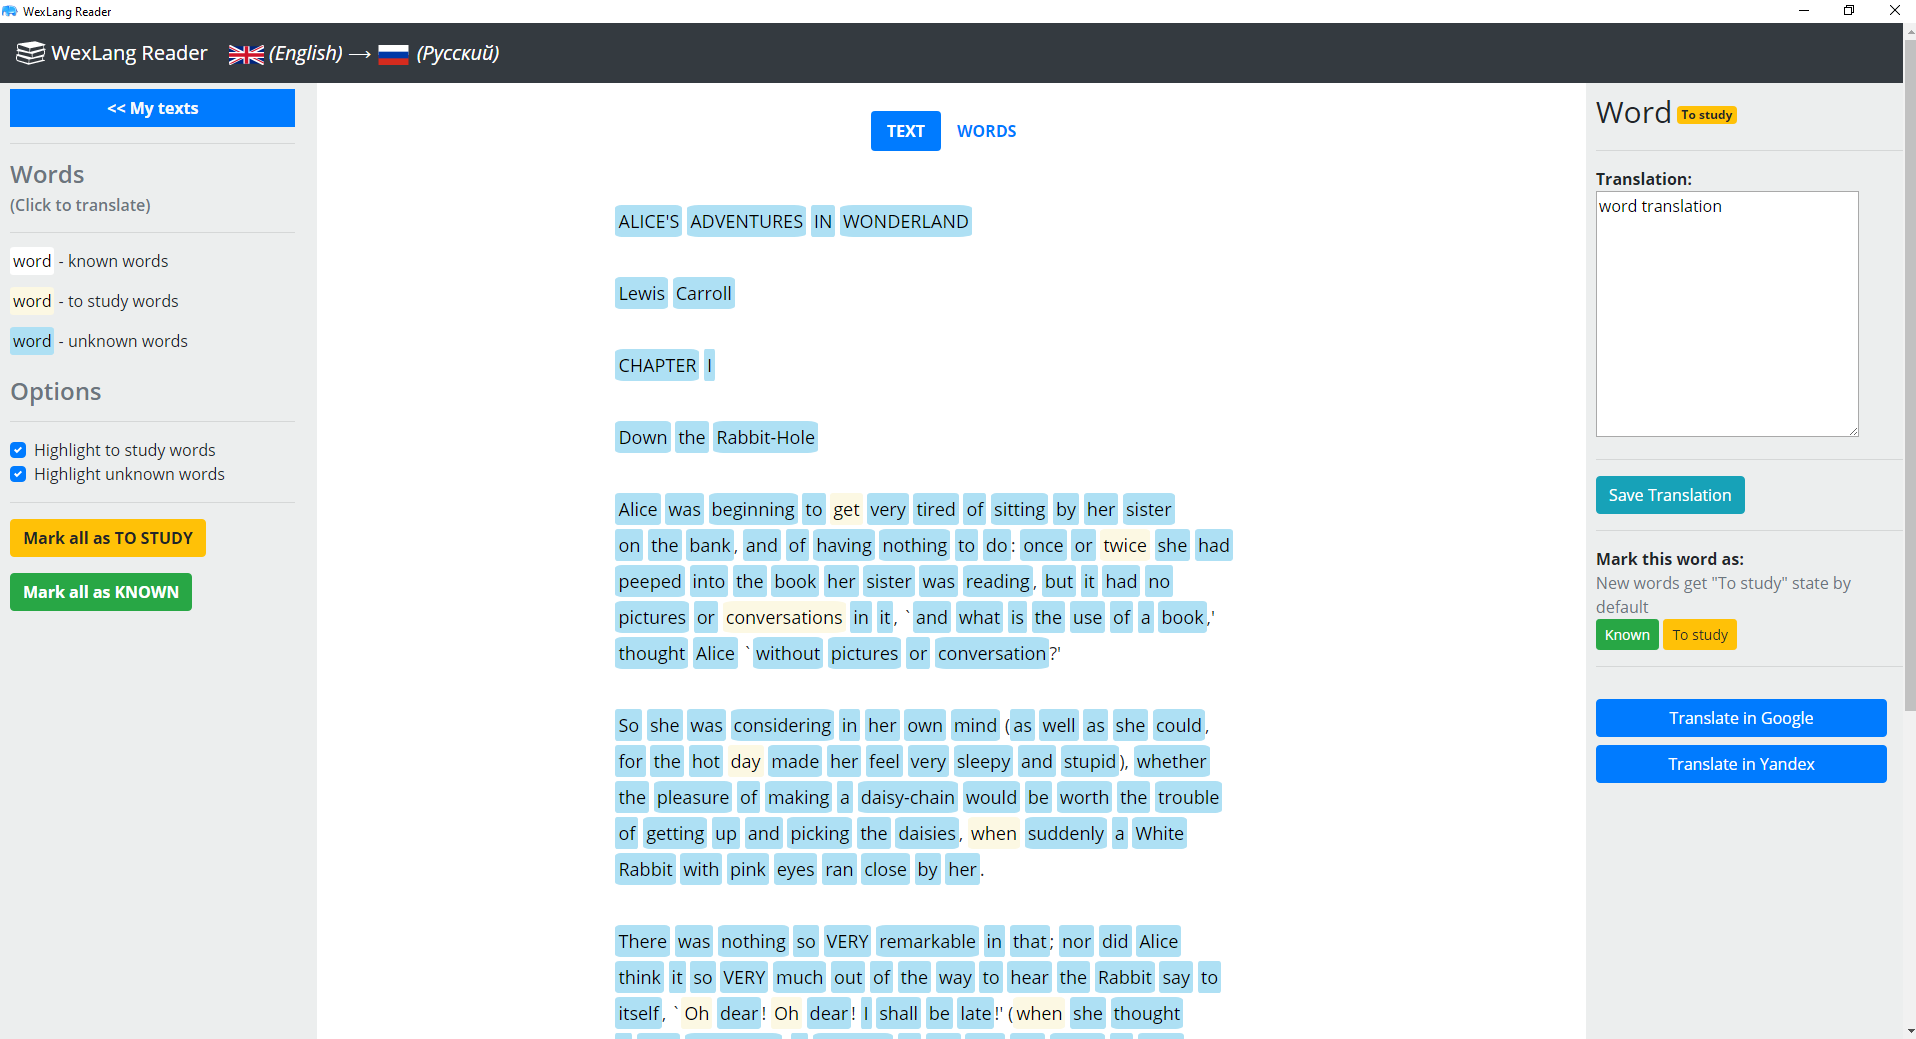 WexLang Reader
WexLang Reader (English) → (Русский)
<< My texts
Words
(Click to translate)
word - known words
word - to study words
word - unknown words
Options
Highlight to study words
Highlight unknown words
Mark all as TO STUDY
Mark all as KNOWN
TEXT WORDS
ALICE'S ADVENTURES IN WONDERLAND
Lewis Carroll
CHAPTER I
Down the Rabbit-Hole
Alice was beginning to get very tired of sitting by her sister
on the bank, and of having nothing to do: once or twice she had
peeped into the book her sister was reading, but it had no
pictures or conversations in it, `and what is the use of a book,'
thought Alice `without pictures or conversation?'
So she was considering in her own mind (as well as she could,
for the hot day made her feel very sleepy and stupid), whether
the pleasure of making a daisy-chain would be worth the trouble
of getting up and picking the daisies, when suddenly a White
Rabbit with pink eyes ran close by her.
There was nothing so VERY remarkable in that; nor did Alice
think it so VERY much out of the way to hear the Rabbit say to
itself, `Oh dear! Oh dear! I shall be late!' (when she thought
Word To study
Translation:
word translation
Save Translation
Mark this word as:
New words get "To study" state by
default
Known To study
Translate in Google
Translate in Yandex